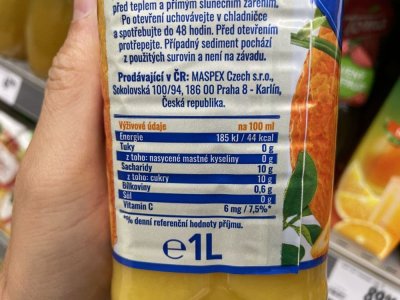 před teplem a přímým slunečním zářením.
Po otevření uchovávejte v chladničce
a spotřebujte do 48 hodin. Před otevřením
protřepejte. Případný sediment pochází
z použitých surovin a není na závadu.
Prodávající v ČR: MASPEX Czech s.r.o.,
Sokolovská 100/94, 186 00 Praha 8 - Karlín,
Česká republika.
Výživové údaje na 100 ml
Energie 185 kJ / 44 kcal
Tuky 0 g
z toho: nasycené mastné kyseliny 0 g
Sacharidy 10 g
z toho: cukry 10 g
Bílkoviny 0,6 g
Sůl 0 g
Vitamin C 6 mg / 7,5%*
*% denní referenční hodnoty příjmu.
℮1L